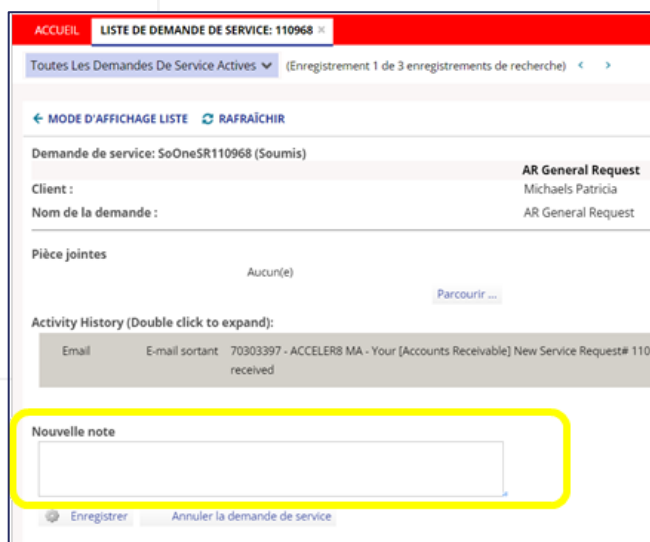 ACCUEIL LISTE DE DEMANDE DE SERVICE: 110968 ×
Toutes Les Demandes De Service Actives (Enregistrement 1 de 3 enregistrements de recherche) < >
MODE D'AFFICHAGE LISTE RAFRAÎCHIR
Demande de service: SoOneSR110968 (Soumis)
AR General Request
Client : Michaels Patricia
Nom de la demande : AR General Request
Pièce jointes
Aucun(e)
Parcourir ...
Activity History (Double click to expand):
Email E-mail sortant 70303397 - ACCELER8 MA - Your [Accounts Receivable] New Service Request# 110
received
Nouvelle note
Enregistrer Annuler la demande de service